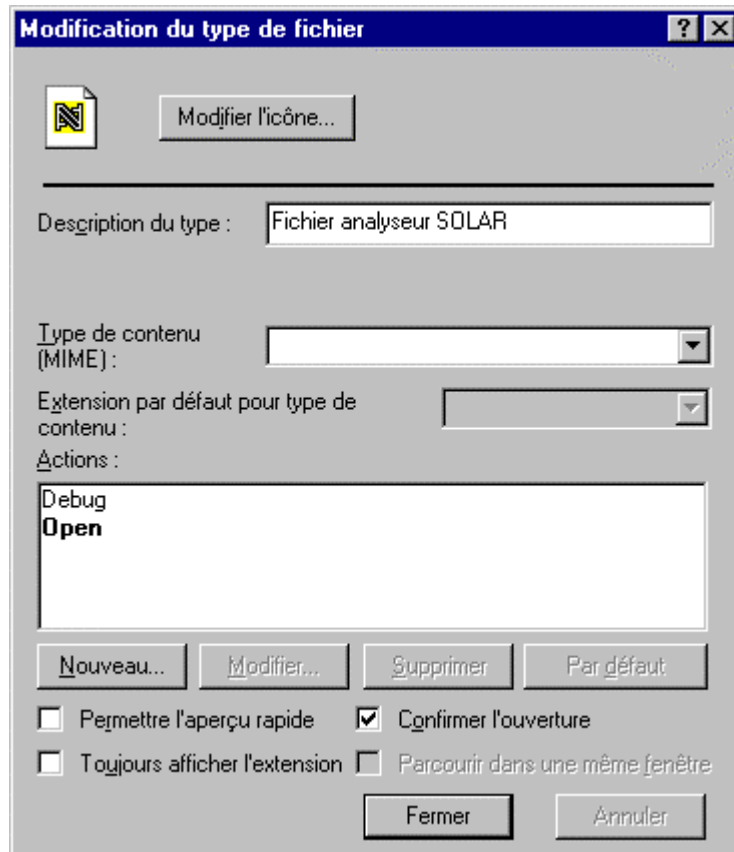 Modification du type de fichier
Modifier l'icône...
Description du type : Fichier analyseur SOLAR
Type de contenu
(MIME) :
Extension par défaut pour type de
contenu :
Actions :
Debug
Open
Nouveau... Modifier... Supprimer Par défaut
Permettre l'aperçu rapide Confirmer l'ouverture
Toujours afficher l'extension Parcourir dans une même fenêtre
Fermer Annuler